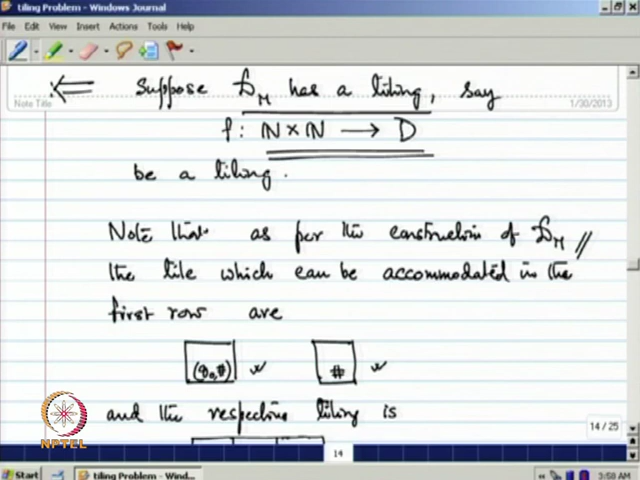 tiling Problem - Windows Journal
File Edit View Insert Actions Tools Help
⇐ Suppose 𝒟_M has a tiling, say
Note Title
1/30/2013
f: ℕ × ℕ → D
be a tiling.
Note that as per the construction of 𝒟_M //
the tile which can be accommodated in the
first row are
(q₀,#) #
and the respective tiling is
NPTEL
14 / 25
14
Start tiling Problem - Wind... 3:58 AM